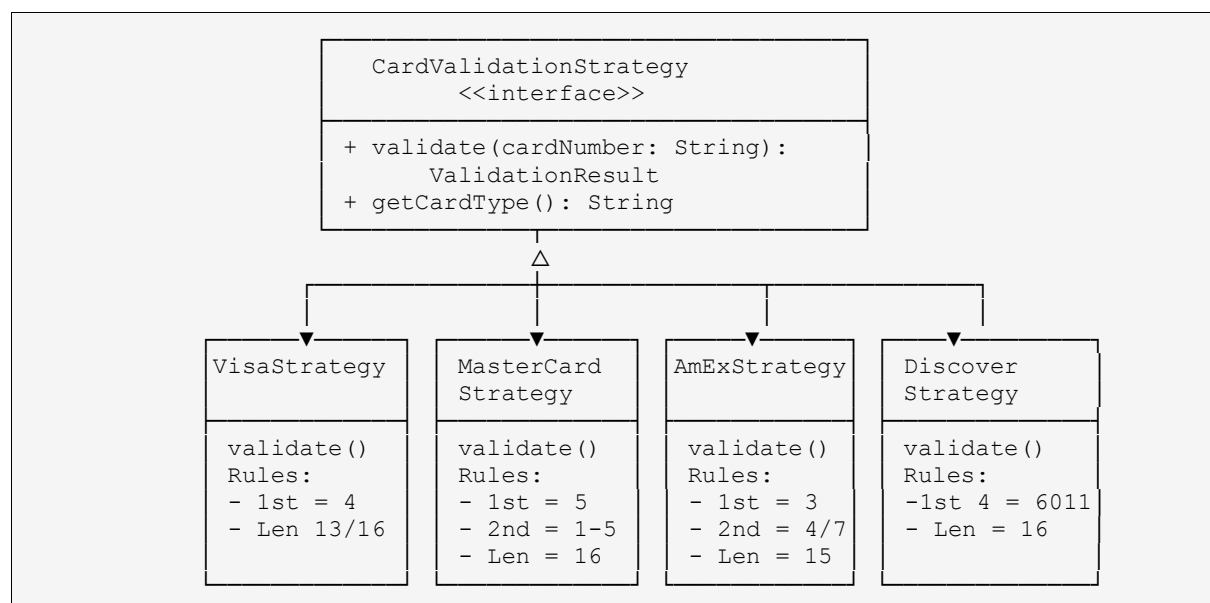 CardValidationStrategy
<<interface>>
+ validate(cardNumber: String):
ValidationResult
+ getCardType(): String
VisaStrategy
MasterCard
Strategy
AmExStrategy
Discover
Strategy
validate()
Rules:
- 1st = 4
- Len 13/16
validate()
Rules:
- 1st = 5
- 2nd = 1-5
- Len = 16
validate()
Rules:
- 1st = 3
- 2nd = 4/7
- Len = 15
validate()
Rules:
-1st 4 = 6011
- Len = 16